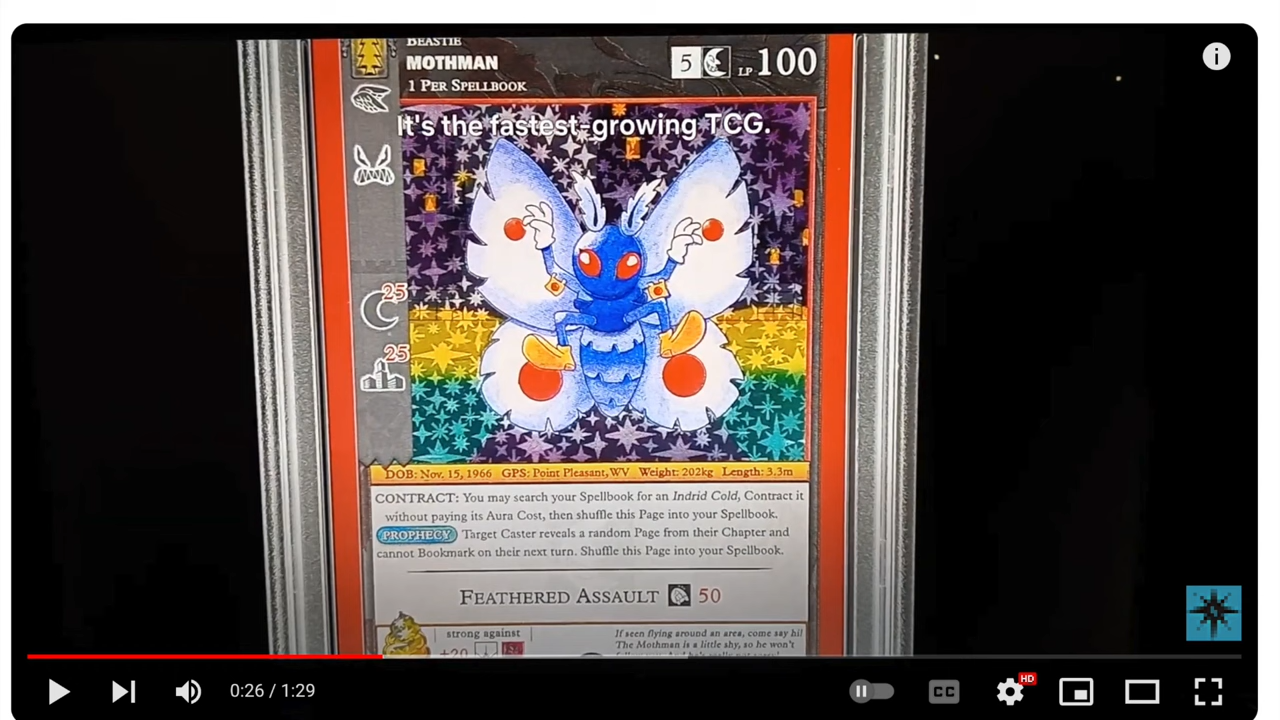 BEASTIE
MOTHMAN
1 PER SPELLBOOK
5
LP 100
It's the fastest-growing TCG.
25
25
DOB: Nov. 15, 1966 GPS: Point Pleasant, WV Weight: 202kg Length: 3.3m
CONTRACT: You may search your Spellbook for an Indrid Cold, Contract it
without paying its Aura Cost, then shuffle this Page into your Spellbook.
PROPHECY Target Caster reveals a random Page from their Chapter and
cannot Bookmark on their next turn. Shuffle this Page into your Spellbook.
FEATHERED ASSAULT 50
strong against
+20
If seen flying around an area, come say hi!
The Mothman is a little shy, so he won't
0:26 / 1:29
CC
HD